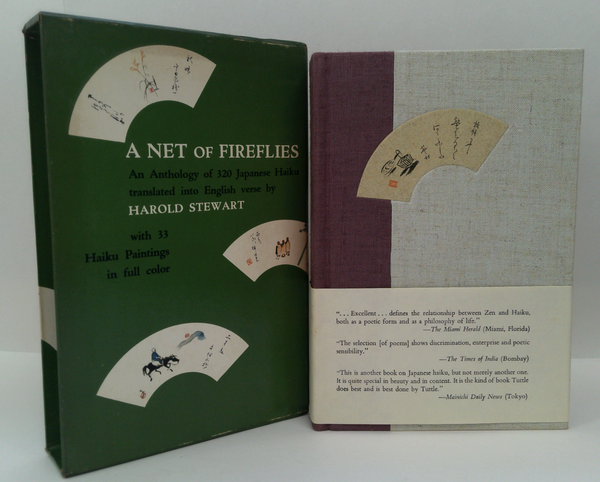 A NET OF FIREFLIES
An Anthology of 320 Japanese Haiku
translated into English verse by
HAROLD STEWART
with 33
Haiku Paintings
in full color
". . . Excellent . . . defines the relationship between Zen and Haiku,
both as a poetic form and as a philosophy of life."
—The Miami Herald (Miami, Florida)
"The selection [of poems] shows discrimination, enterprise and poetic
sensibility."
—The Times of India (Bombay)
"This is another book on Japanese haiku, but not merely another one.
It is quite special in beauty and in content. It is the kind of book Tuttle
does best and is best done by Tuttle."
—Mainichi Daily News (Tokyo)